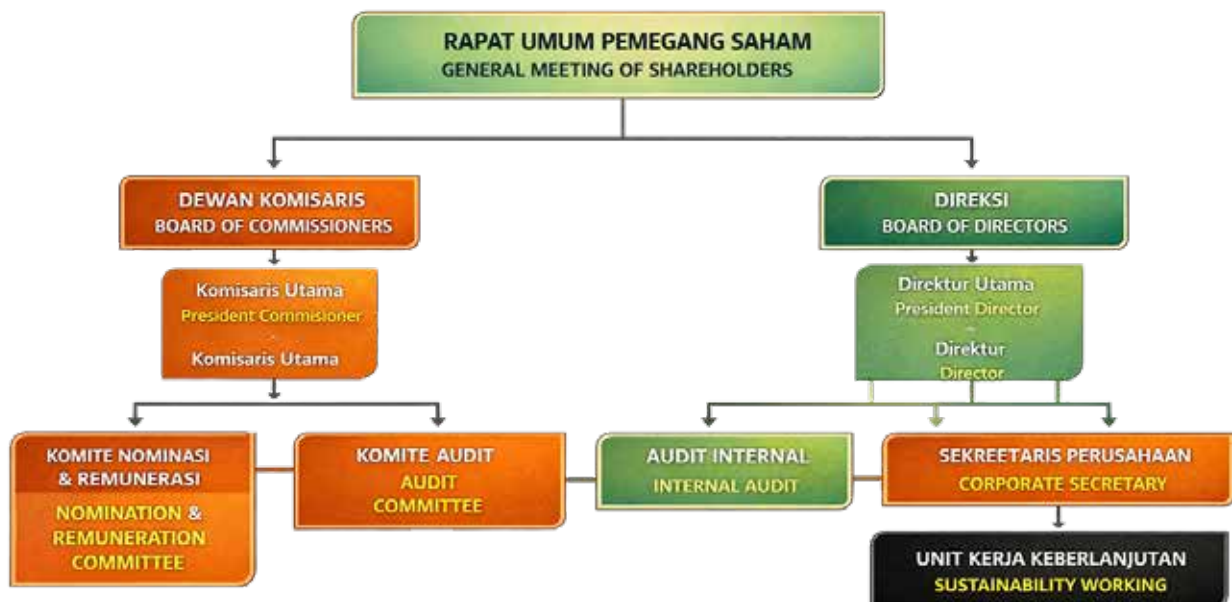 RAPAT UMUM PEMEGANG SAHAM
GENERAL MEETING OF SHAREHOLDERS
DEWAN KOMISARIS
BOARD OF COMMISSIONERS
DIREKSI
BOARD OF DIRECTORS
Komisaris Utama
President Commisioner
Komisaris Utama
Direktur Utama
President Director
Direktur
Director
KOMITE NOMINASI
& REMUNERASI
NOMINATION &
REMUNERATION
COMMITTEE
KOMITE AUDIT
AUDIT
COMMITTEE
AUDIT INTERNAL
INTERNAL AUDIT
SEKREETARIS PERUSAHAAN
CORPORATE SECRETARY
UNIT KERJA KEBERLANJUTAN
SUSTAINABILITY WORKING